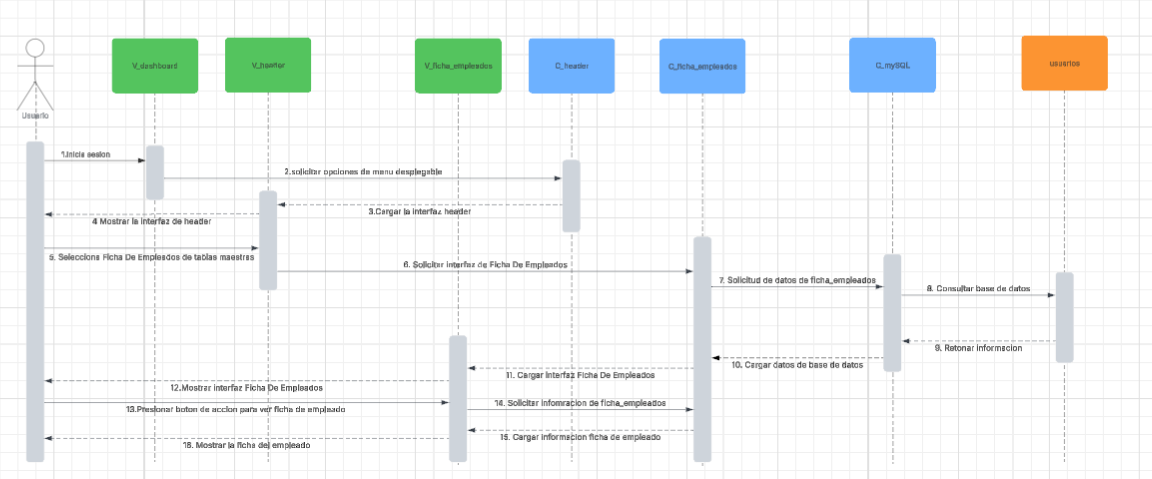 V_dashboard
V_header
V_ficha_empleados
C_header
C_ficha_empleados
C_mySQL
usuarios
Usuario
1.Inicia sesion
2.solicitar opciones de menu desplegable
3.Cargar la interfaz header
4 Mostrar la interfaz de header
5. Selecciona Ficha De Empleados de tablas maestras
6. Solicitar interfaz de Ficha De Empleados
7. Solicitud de datos de ficha_empleados
8. Consultar base de datos
9. Retonar informacion
10. Cargar datos de base de datos
11. Cargar interfaz Ficha De Empleados
12.Mostrar interfaz Ficha De Empleados
13.Presionar boton de accion para ver ficha de empleado
14. Solicitar infomracion de ficha_empleados
15. Cargar informacion ficha de empleado
16. Mostrar la ficha del empleado